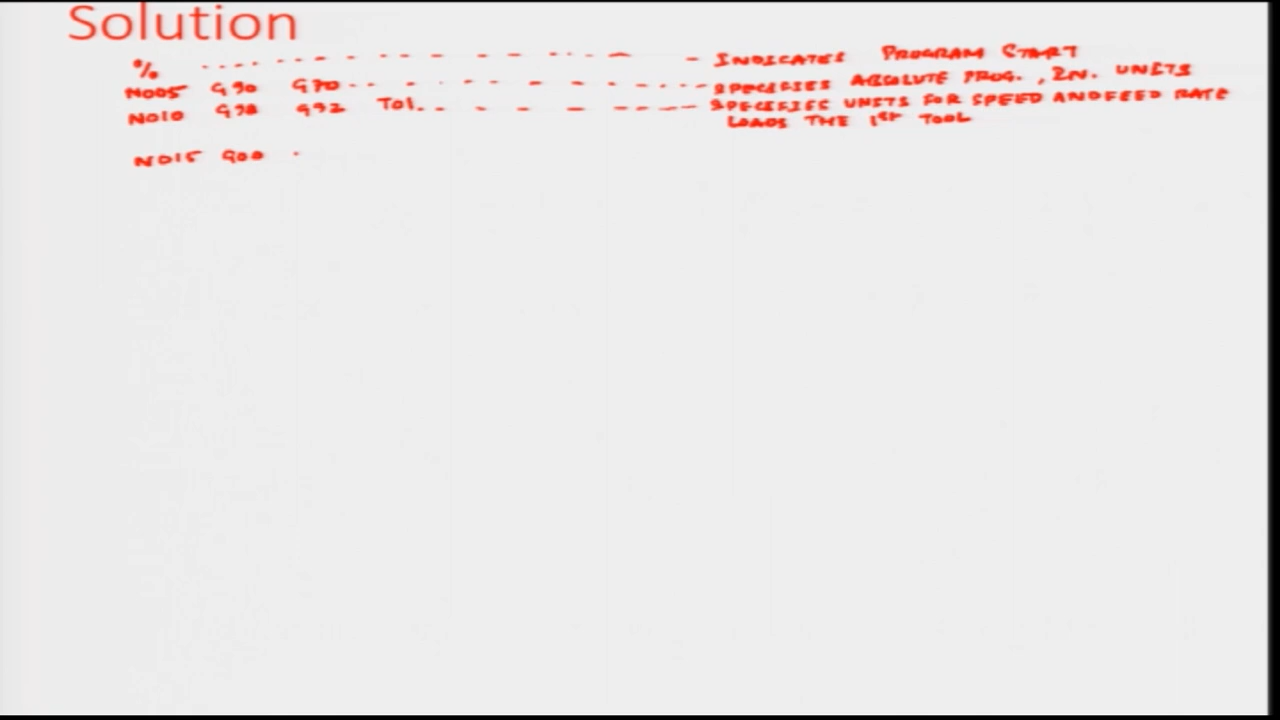 Solution
% - INDICATES PROGRAM START
N005 G90 G70 SPECIFIES ABSOLUTE PROG., IN. UNITS
N010 G98 T01 SPECIFIES UNITS FOR SPEED AND FEED RATE
LOADS THE 1ST TOOL
N015 G00